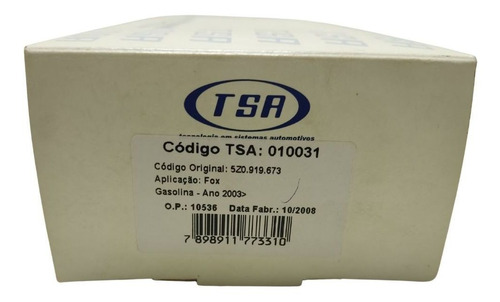 TSA
tecnologia em sistemas automotivos
Código TSA: 010031
Código Original: 5Z0.919.673
Aplicação: Fox
Gasolina - Ano 2003>
O.P.: 10536 Data Fabr.: 10/2008
7 898911 773310